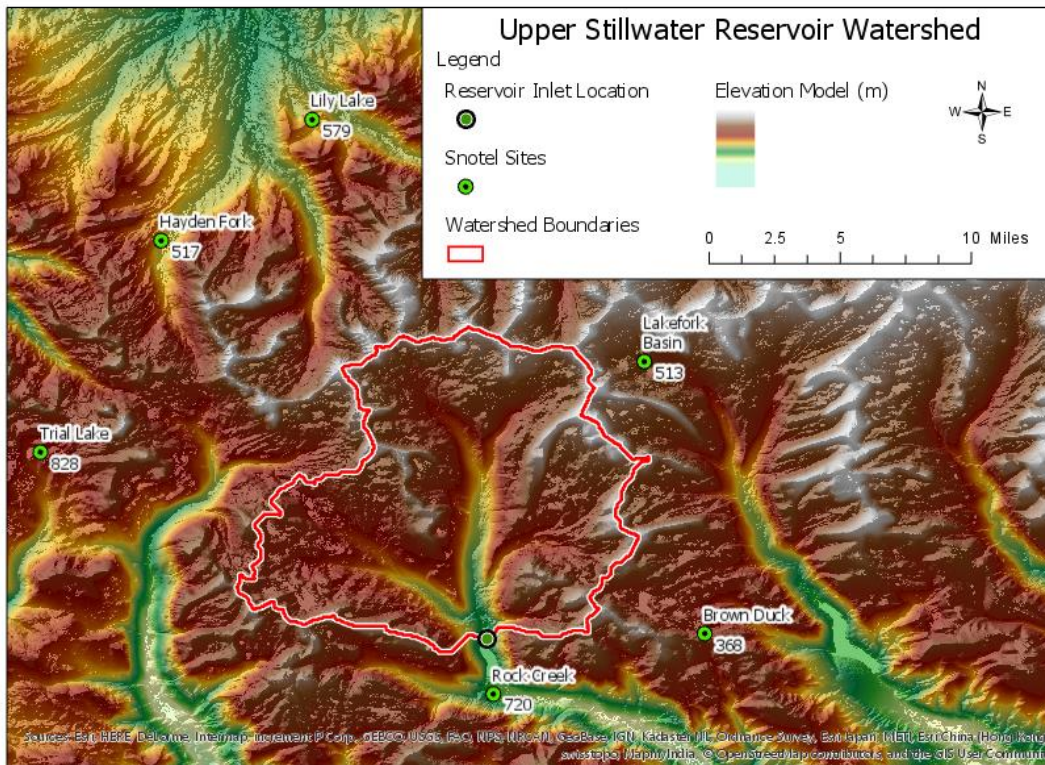 Upper Stillwater Reservoir Watershed
Legend
Reservoir Inlet Location
Elevation Model (m)
N
W
E
S
Snotel Sites
Watershed Boundaries
0 2.5 5 10 Miles
Lily Lake
579
Hayden Fork
517
Lakefork
Basin
513
Trial Lake
828
Brown Duck
368
Rock Creek
720
Sources: Esri, HERE, DeLorme, Intermap, increment P Corp., GEBCO, USGS, FAO, NPS, NRCAN, GeoBase, IGN, Kadaster NL, Ordnance Survey, Esri Japan, METI, Esri China (Hong Kong),
swisstopo, MapmyIndia, © OpenStreetMap contributors, and the GIS User Communit